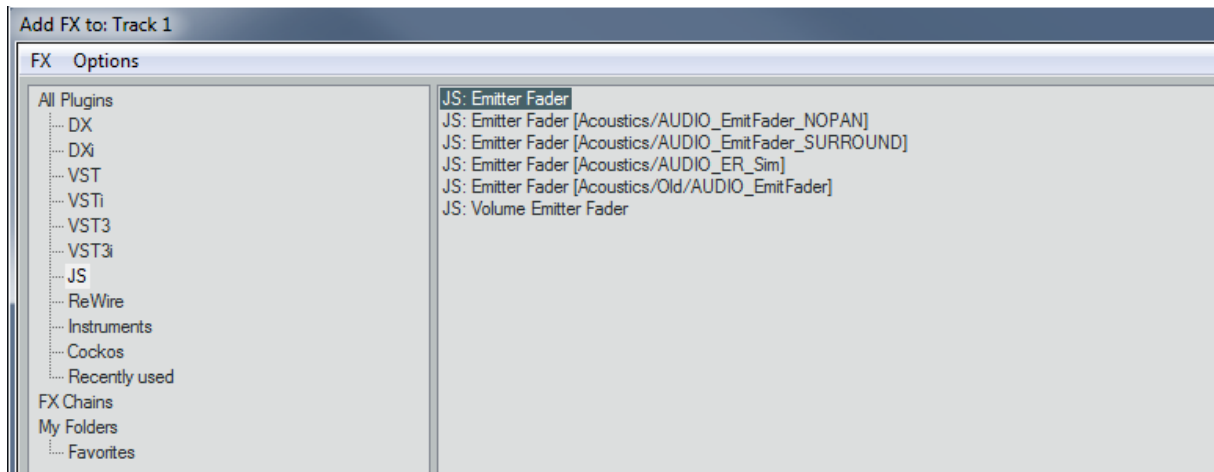 Add FX to: Track 1
FX Options
All Plugins
DX
DXi
VST
VSTi
VST3
VST3i
JS
ReWire
Instruments
Cockos
Recently used
FX Chains
My Folders
Favorites
JS: Emitter Fader
JS: Emitter Fader [Acoustics/AUDIO_EmitFader_NOPAN]
JS: Emitter Fader [Acoustics/AUDIO_EmitFader_SURROUND]
JS: Emitter Fader [Acoustics/AUDIO_ER_Sim]
JS: Emitter Fader [Acoustics/Old/AUDIO_EmitFader]
JS: Volume Emitter Fader